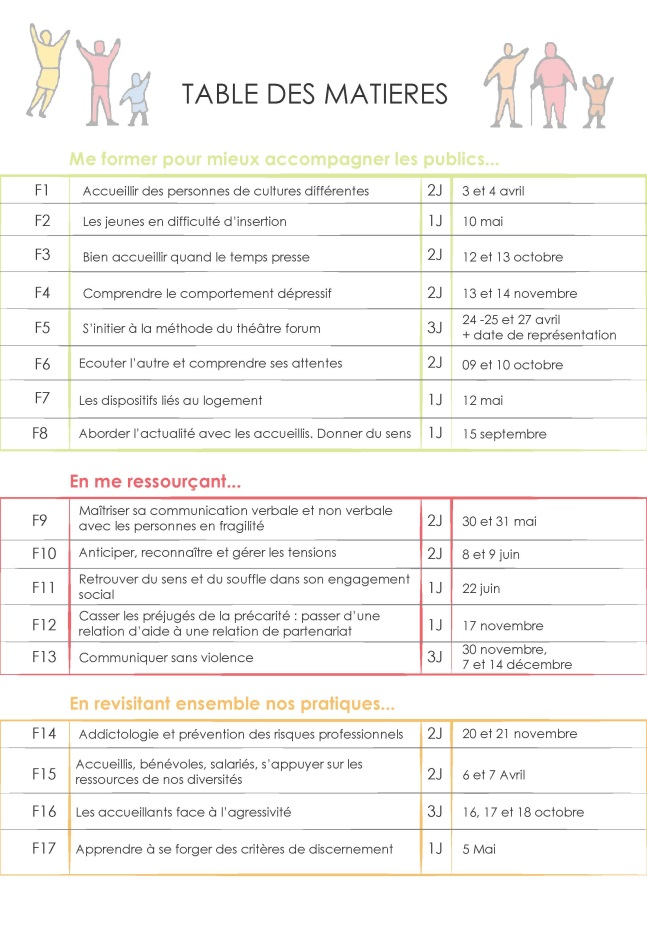 TABLE DES MATIERES
Me former pour mieux accompagner les publics...
F1 Accueillir des personnes de cultures différentes 2J 3 et 4 avril
F2 Les jeunes en difficulté d'insertion 1J 10 mai
F3 Bien accueillir quand le temps presse 2J 12 et 13 octobre
F4 Comprendre le comportement dépressif 2J 13 et 14 novembre
F5 S'initier à la méthode du théâtre forum 3J 24 -25 et 27 avril
+ date de représentation
F6 Ecouter l'autre et comprendre ses attentes 2J 09 et 10 octobre
F7 Les dispositifs liés au logement 1J 12 mai
F8 Aborder l'actualité avec les accueillis. Donner du sens 1J 15 septembre
En me ressourçant...
F9 Maîtriser sa communication verbale et non verbale
avec les personnes en fragilité 2J 30 et 31 mai
F10 Anticiper, reconnaître et gérer les tensions 2J 8 et 9 juin
F11 Retrouver du sens et du souffle dans son engagement
social 1J 22 juin
F12 Casser les préjugés de la précarité : passer d'une
relation d'aide à une relation de partenariat 1J 17 novembre
F13 Communiquer sans violence 3J 30 novembre,
7 et 14 décembre
En revisitant ensemble nos pratiques...
F14 Addictologie et prévention des risques professionnels 2J 20 et 21 novembre
F15 Accueillis, bénévoles, salariés, s'appuyer sur les
ressources de nos diversités 2J 6 et 7 Avril
F16 Les accueillants face à l'agressivité 3J 16, 17 et 18 octobre
F17 Apprendre à se forger des critères de discernement 1J 5 Mai